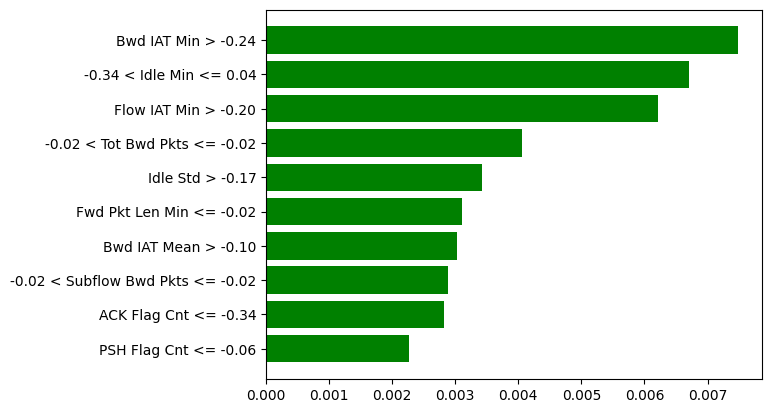 Bwd IAT Min > -0.24
-0.34 < Idle Min <= 0.04
Flow IAT Min > -0.20
-0.02 < Tot Bwd Pkts <= -0.02
Idle Std > -0.17
Fwd Pkt Len Min <= -0.02
Bwd IAT Mean > -0.10
-0.02 < Subflow Bwd Pkts <= -0.02
ACK Flag Cnt <= -0.34
PSH Flag Cnt <= -0.06
0.000 0.001 0.002 0.003 0.004 0.005 0.006 0.007